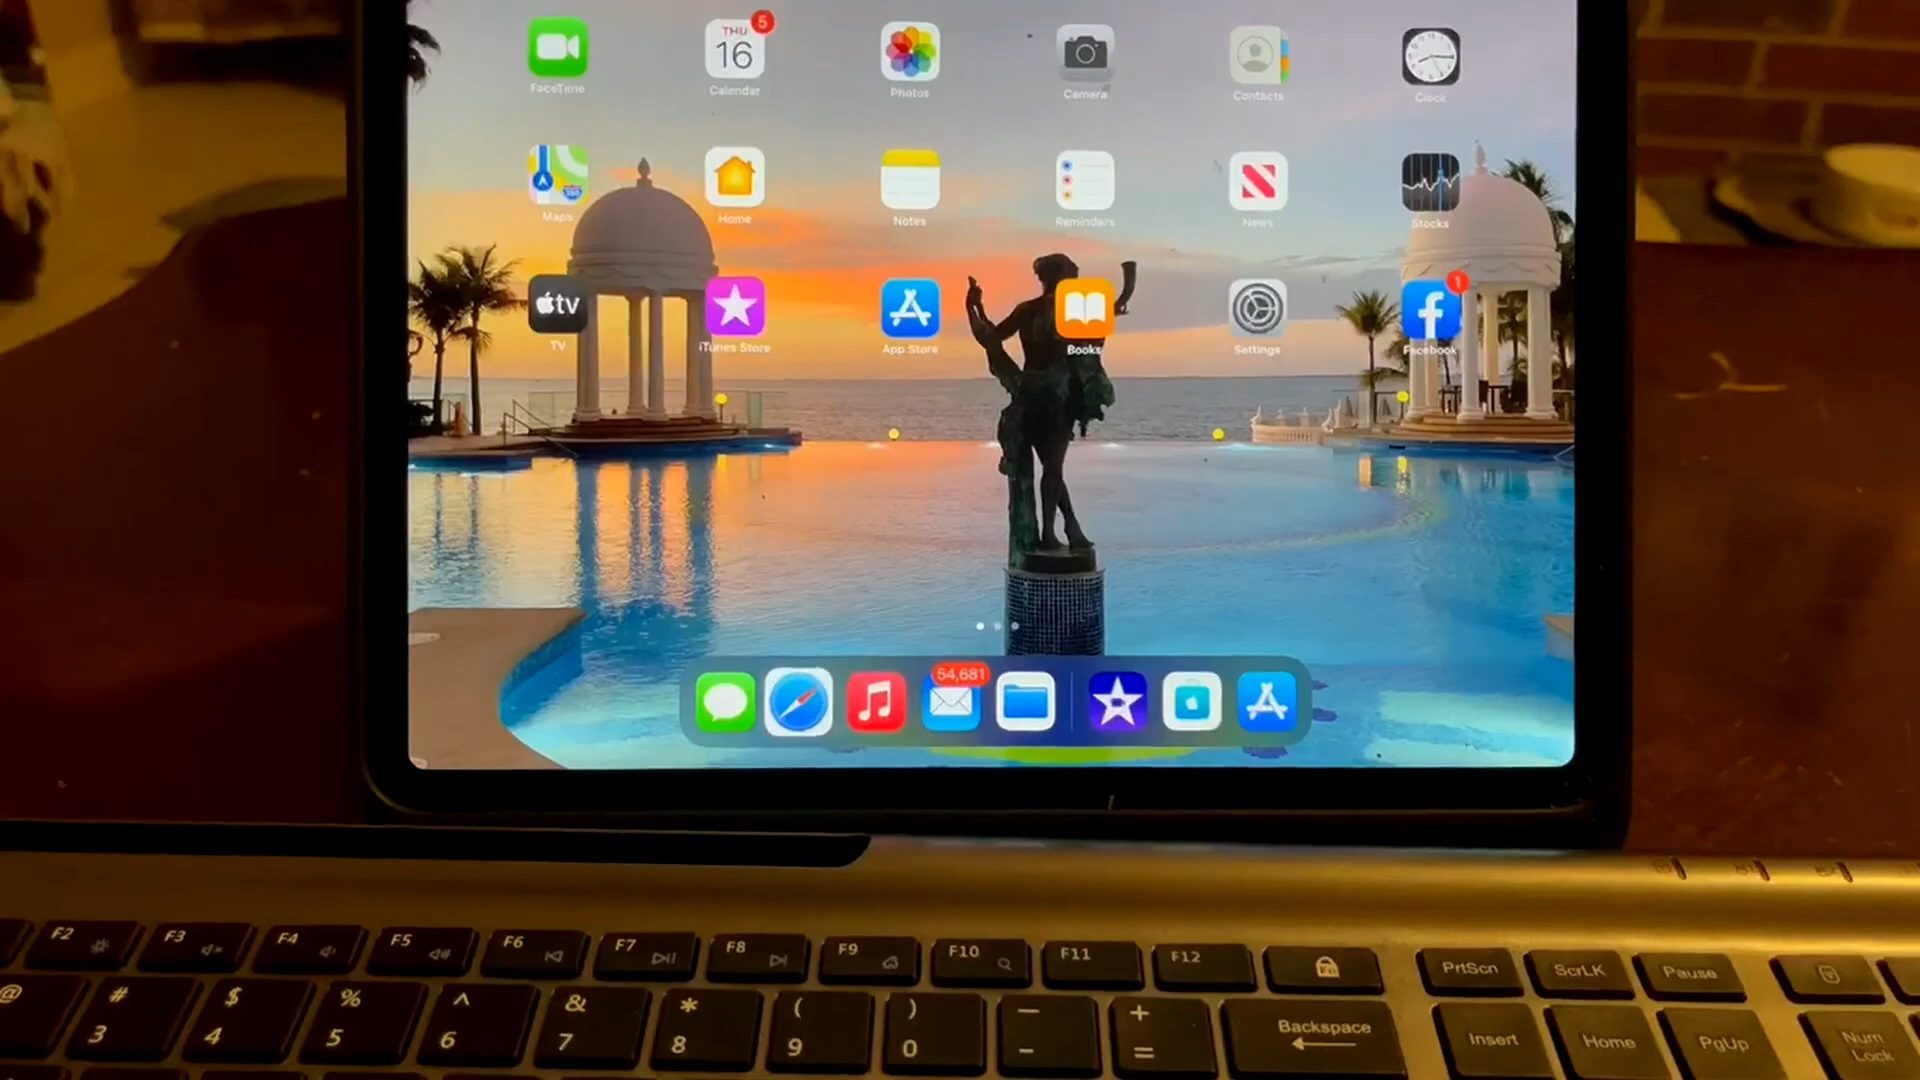 THU 5
16
FaceTime Calendar Photos Camera Contacts Clock
280
Maps Home Notes Reminders News Stocks
tv 1
TV iTunes Store App Store Books Settings Facebook
54,681
F2 F3 F4 F5 F6 F7 F8 F9 F10 F11 F12 Fn PrtScn ScrLK Pause
@ # $ % ^ & * ( ) — + Backspace Insert Home PgUp Num Lock
3 4 5 6 7 8 9 0 - =